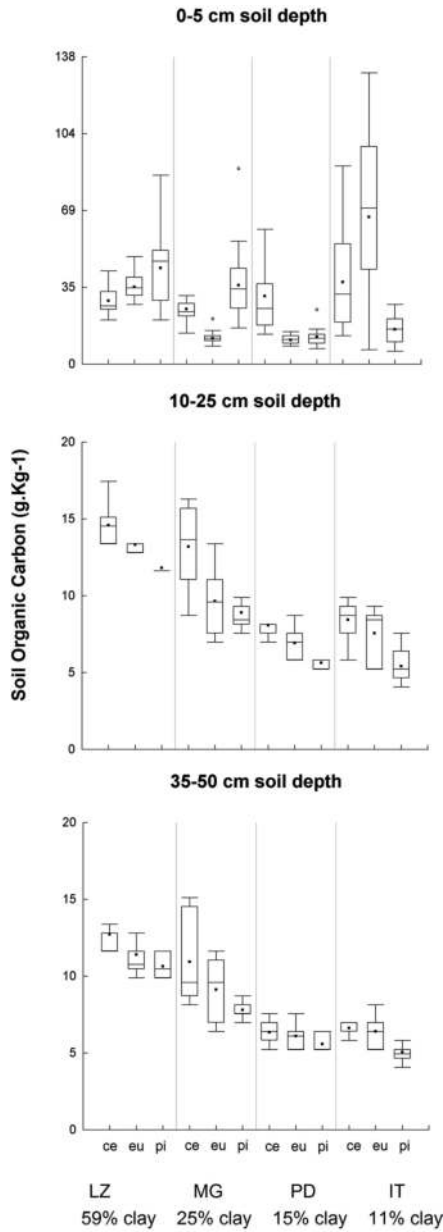 0-5 cm soil depth
138
104
69
35
0
10-25 cm soil depth
20
15
10
5
0
Soil Organic Carbon (g.Kg-1)
35-50 cm soil depth
20
15
10
5
0
ce eu pi ce eu pi ce eu pi ce eu pi
LZ MG PD IT
59% clay 25% clay 15% clay 11% clay